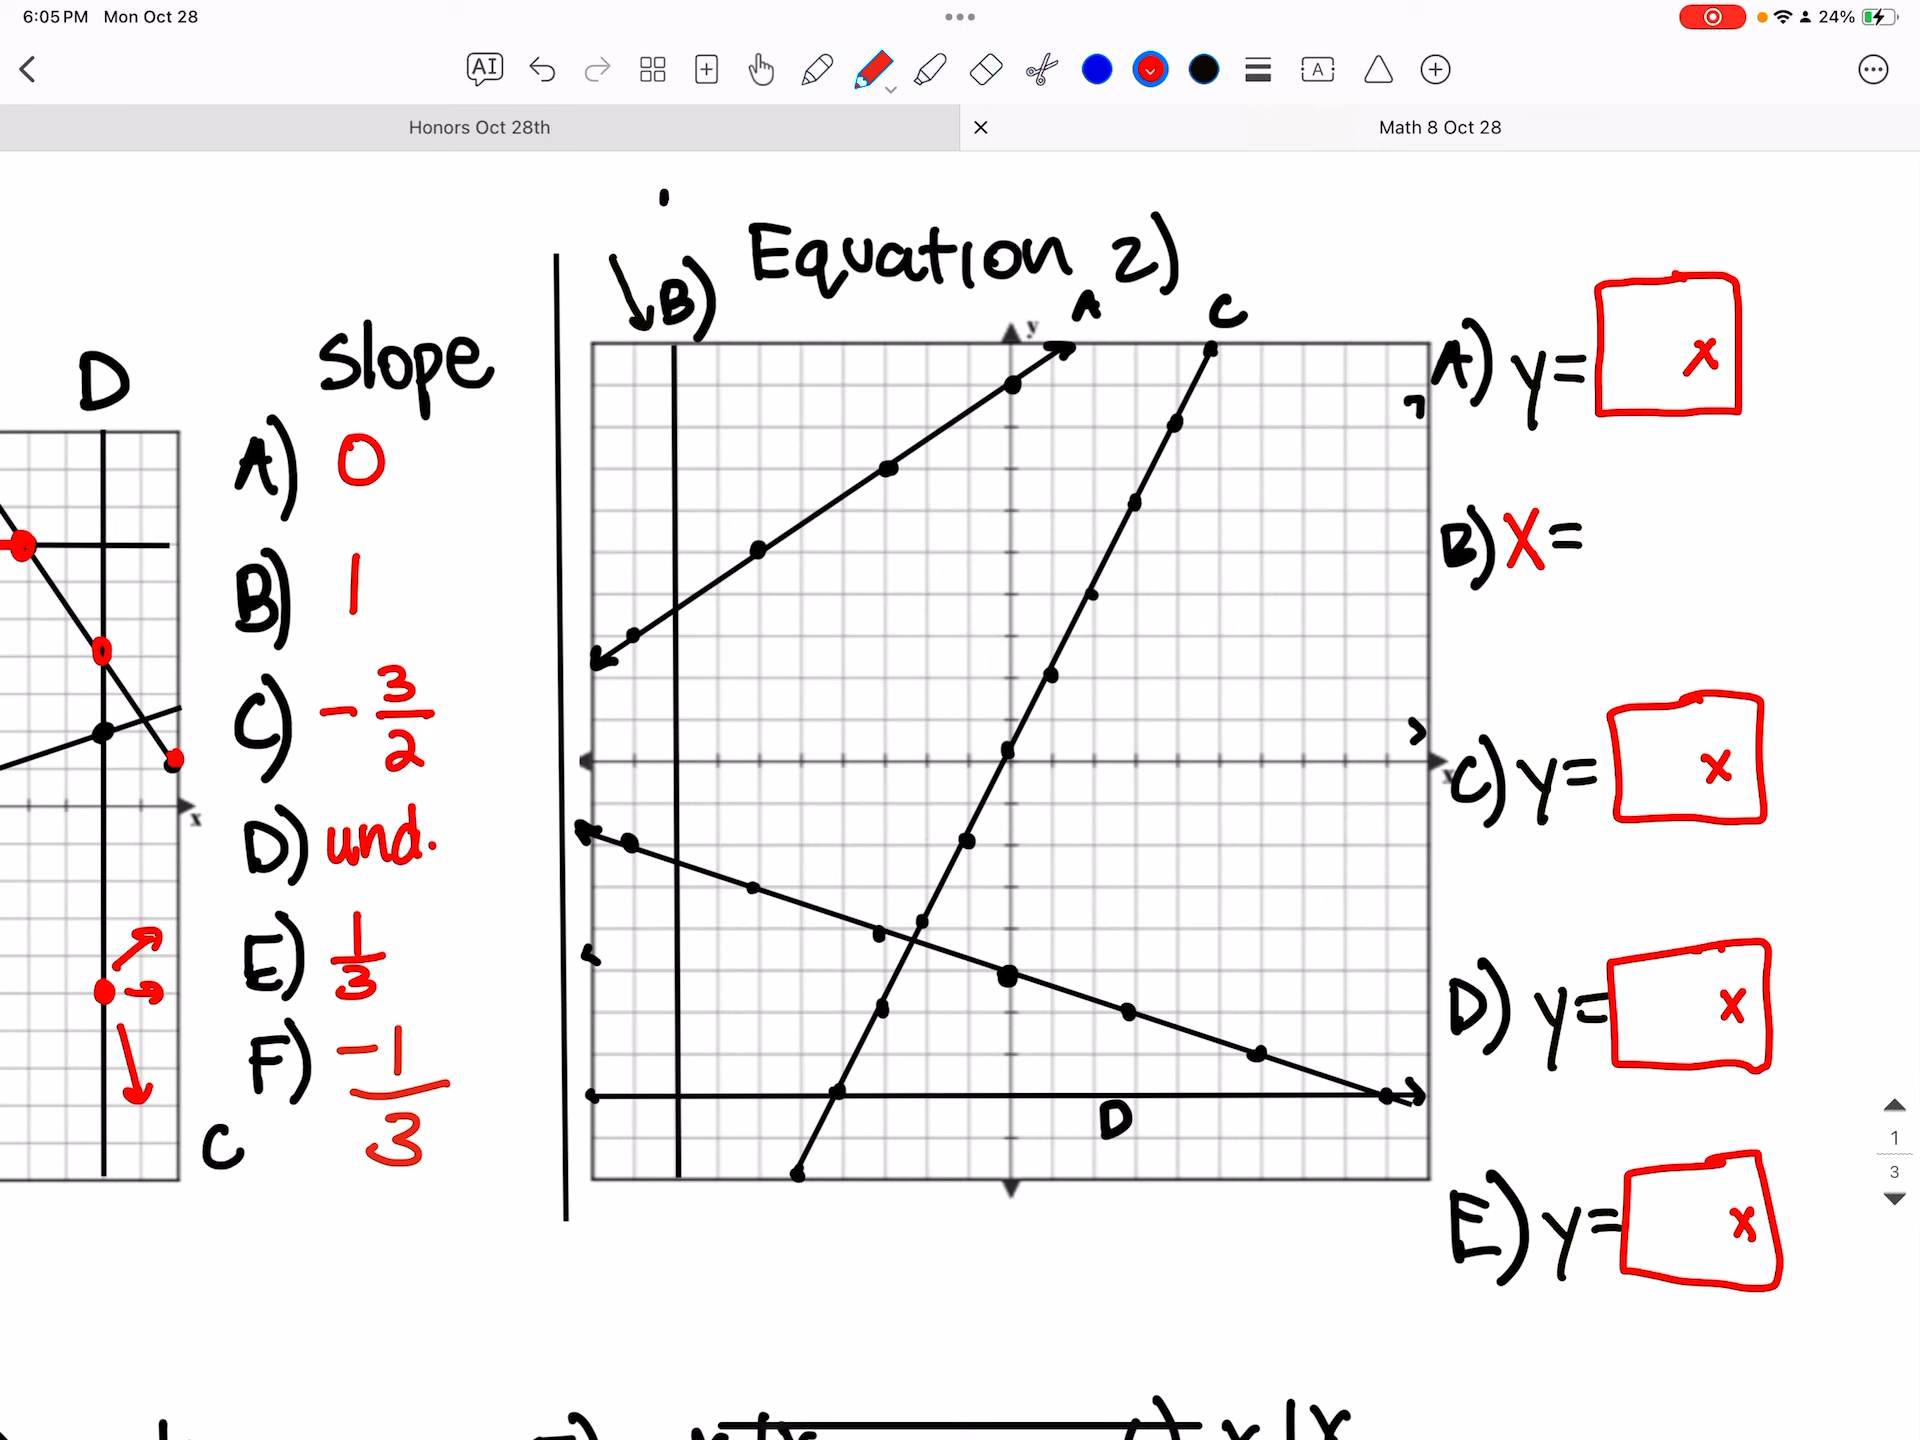 6:05 PM Mon Oct 28
24%
AI
A
Honors Oct 28th
Math 8 Oct 28
Equation 2)
B)
A
C
y
D
slope
A) 0
B) 1
C) - 3/2
D) und.
E) 1/3
F) -1/3
C
x
x
D
A) y= x
B) x=
C) y= x
D) y= x
E) y= x
1
3